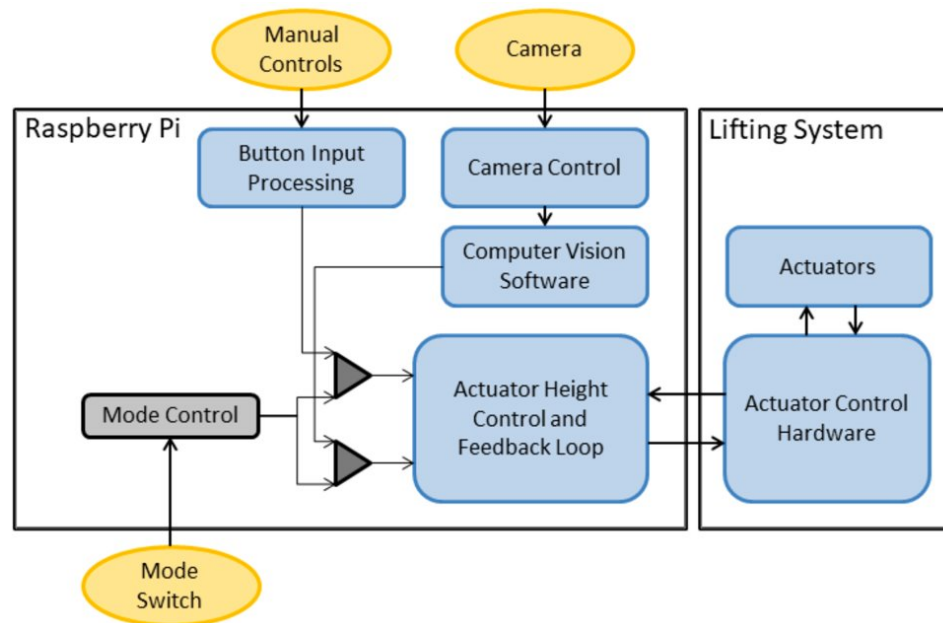 Manual
Controls
Camera
Raspberry Pi
Lifting System
Button Input
Processing
Camera Control
Computer Vision
Software
Actuators
Mode Control
Actuator Height
Control and
Feedback Loop
Actuator Control
Hardware
Mode
Switch